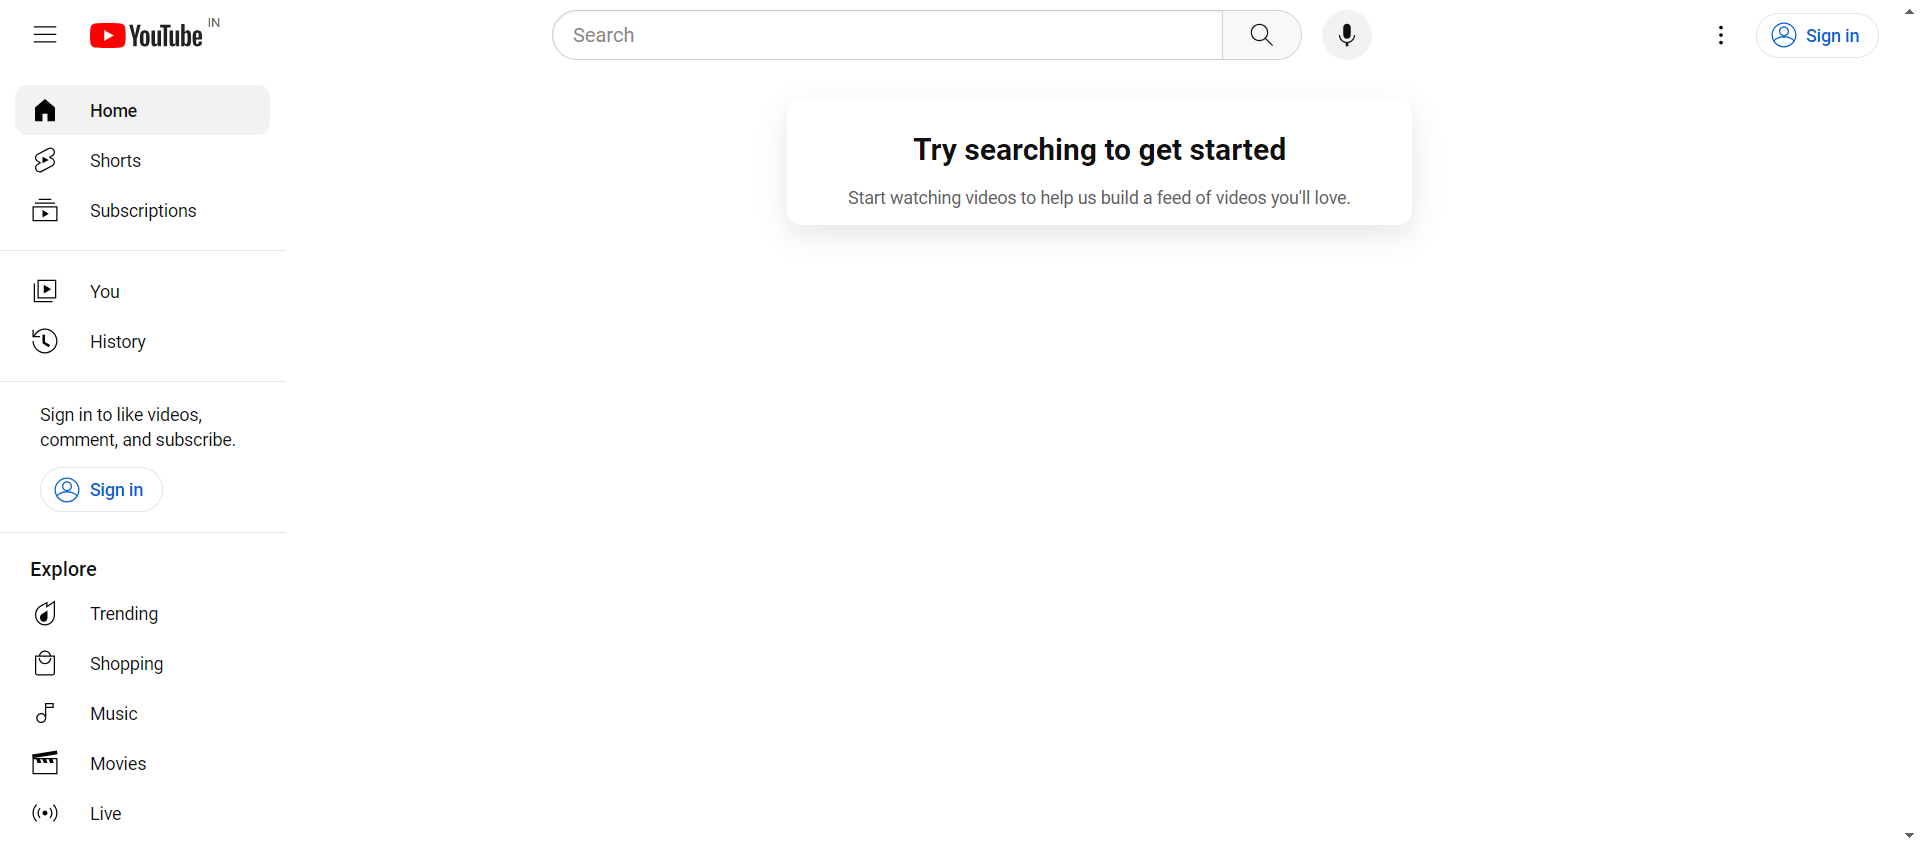 YouTube IN
Search
Sign in
Home
Shorts
Subscriptions
You
History
Sign in to like videos,
comment, and subscribe.
Sign in
Explore
Trending
Shopping
Music
Movies
Live
Try searching to get started
Start watching videos to help us build a feed of videos you'll love.